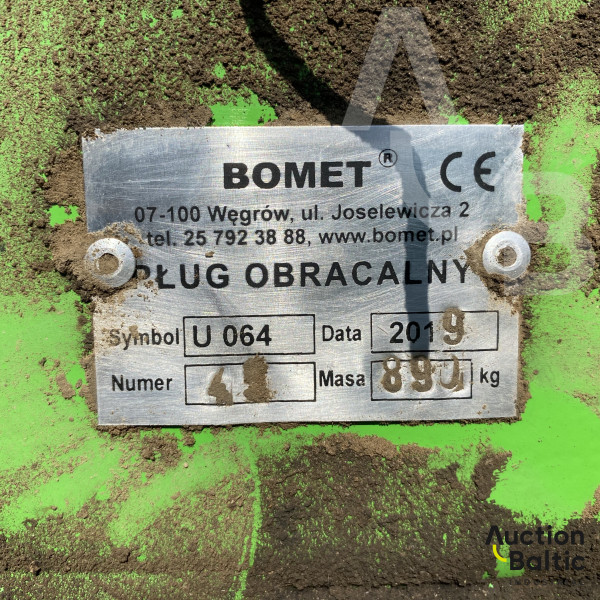 BOMET® CE
07-100 Węgrów, ul. Joselewicza 2
tel. 25 792 38 88, www.bomet.pl
PŁUG OBRACALNY
Symbol U 064 Data 2019
Numer Masa kg
Auction
Baltic
AB